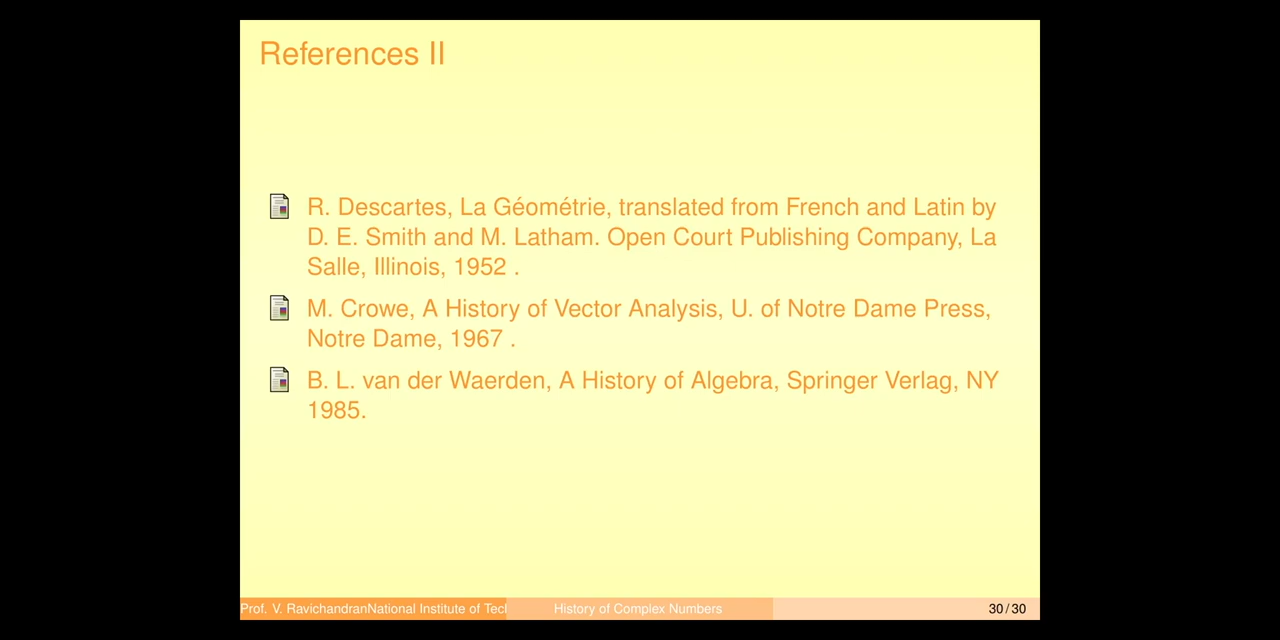 References II
R. Descartes, La Géométrie, translated from French and Latin by
D. E. Smith and M. Latham. Open Court Publishing Company, La
Salle, Illinois, 1952 .
M. Crowe, A History of Vector Analysis, U. of Notre Dame Press,
Notre Dame, 1967 .
B. L. van der Waerden, A History of Algebra, Springer Verlag, NY
1985.
Prof. V. RavichandranNational Institute of Tecl History of Complex Numbers 30 / 30